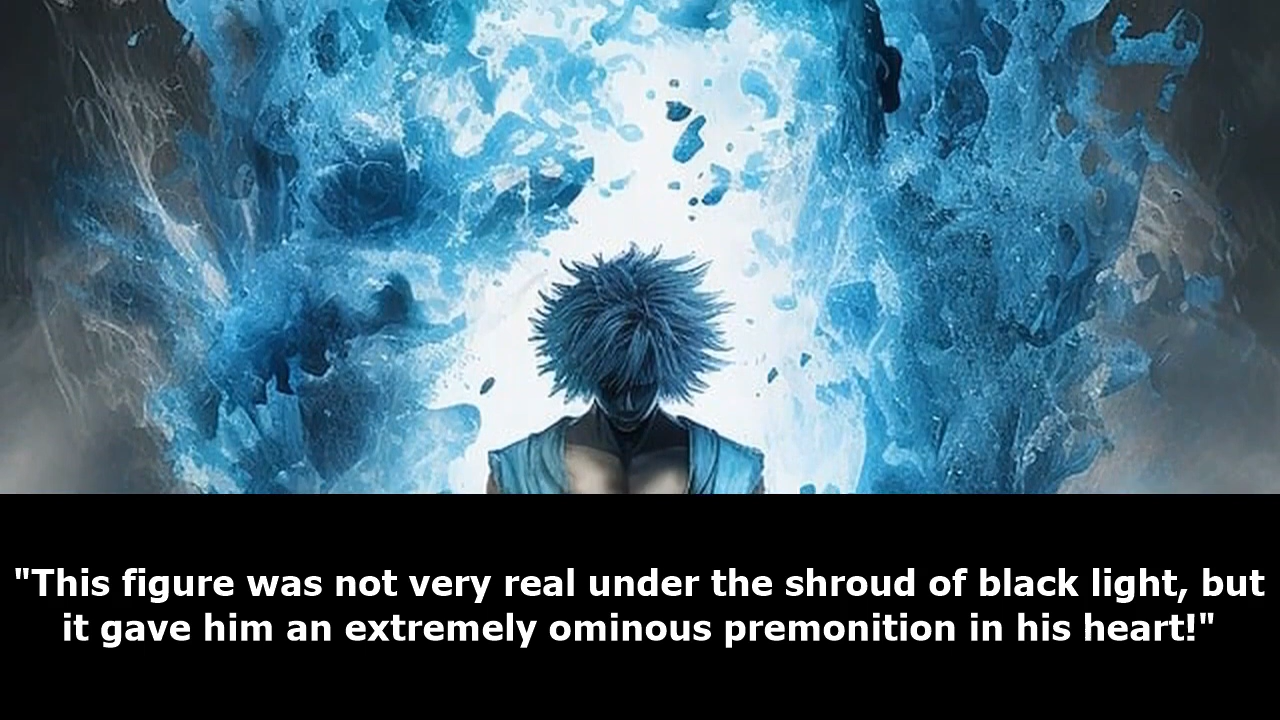 "This figure was not very real under the shroud of black light, but
it gave him an extremely ominous premonition in his heart!"